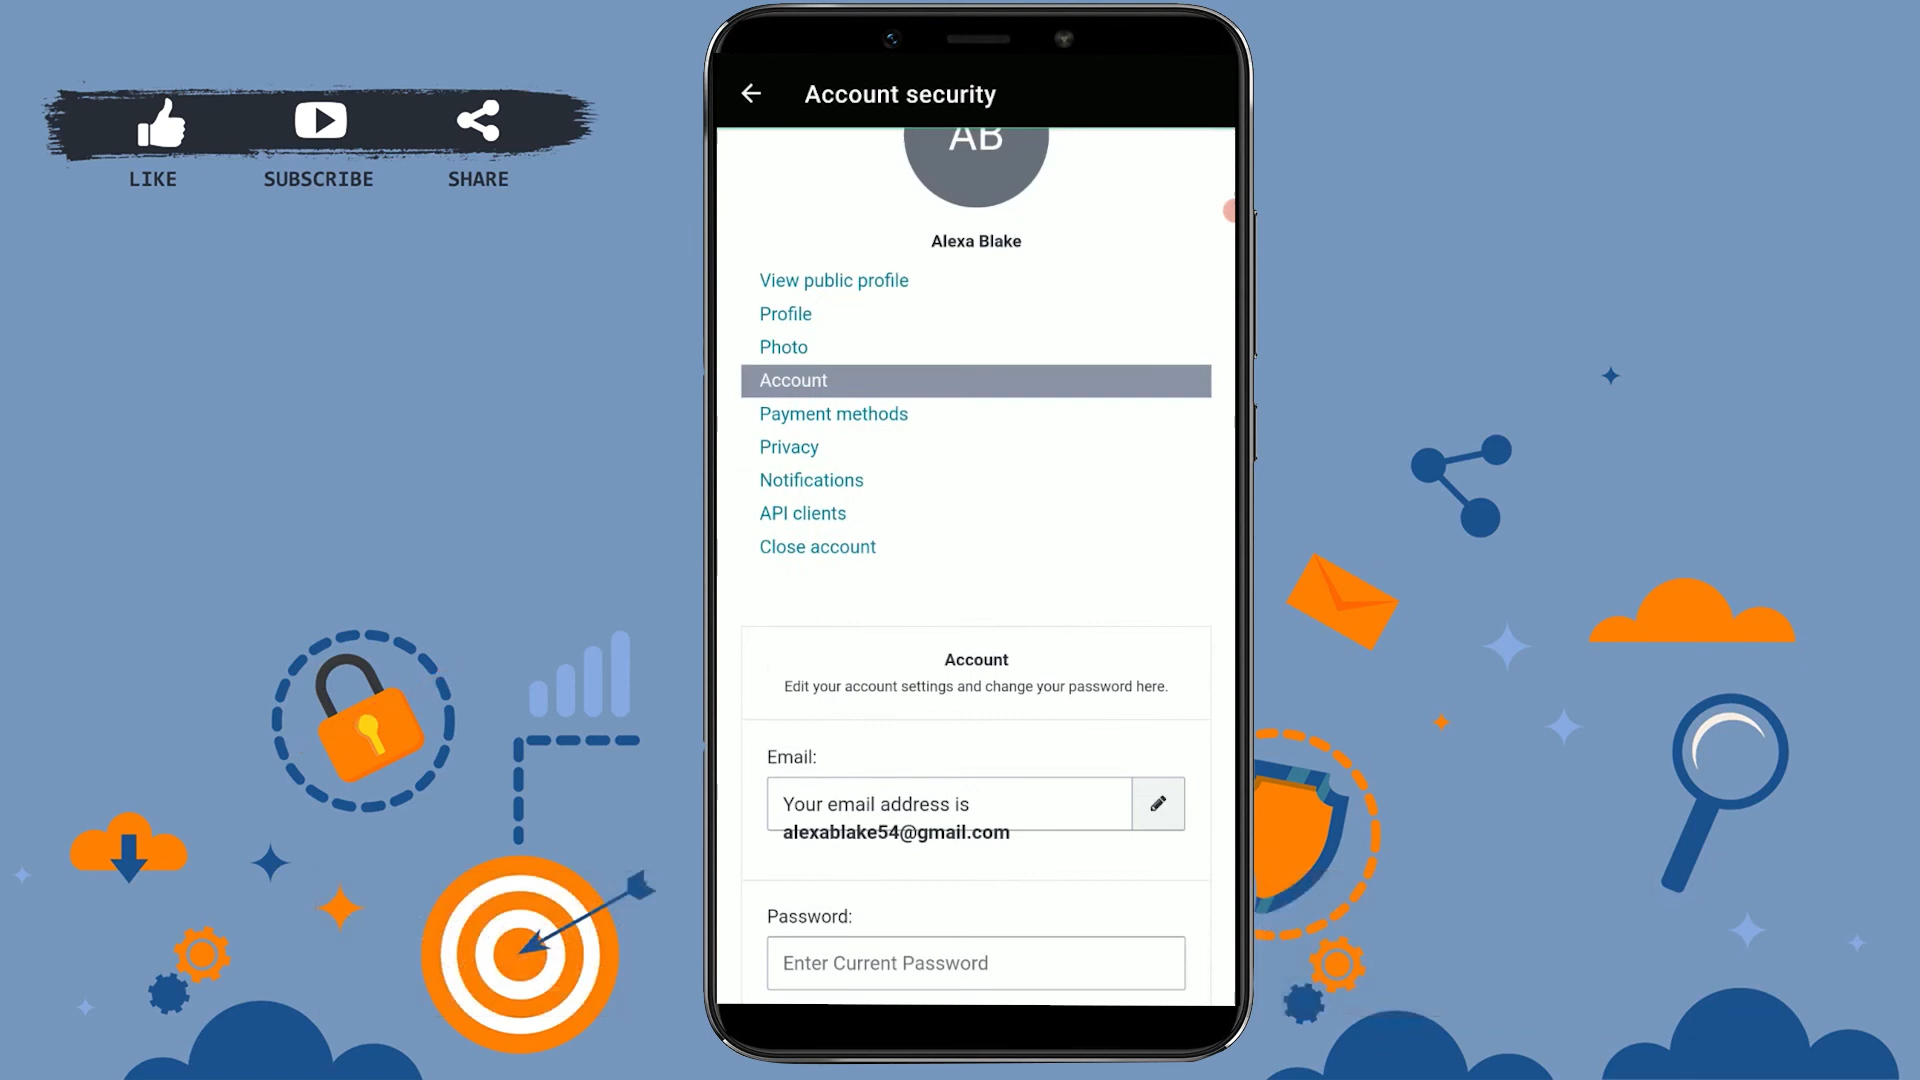 LIKE
SUBSCRIBE
SHARE
Account security
AB
Alexa Blake
View public profile
Profile
Photo
Account
Payment methods
Privacy
Notifications
API clients
Close account
Account
Edit your account settings and change your password here.
Email:
Your email address is
alexablake54@gmail.com
Password:
Enter Current Password